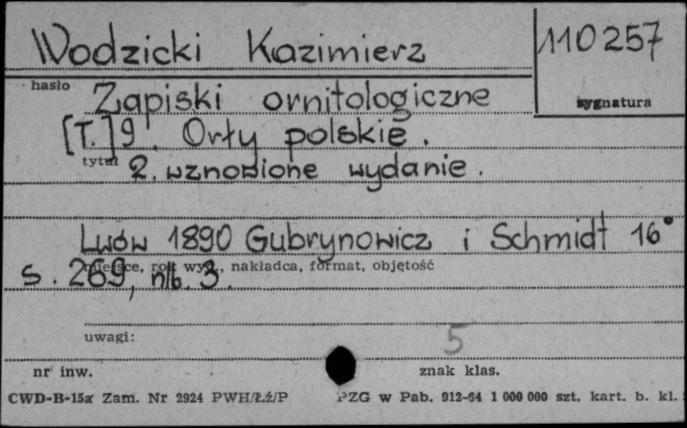 Wodzicki Kazimierz
110257
hasło
Zapiski ornitologiczne
sygnatura
[T.]9. Orły polskie.
tytuł
2. wznowione wydanie.
Lwów 1890 Gubrynowicz i Schmidt 16°
miejsce, rok wyd., nakładca, format, objętość
s. 269, nlb. 3.
uwagi:
5
nr inw.
znak klas.
CWD-B-15a Zam. Nr 2924 PWH/Łź/P PZG w Pab. 912-64 1 000 000 szt. kart. b. kl.